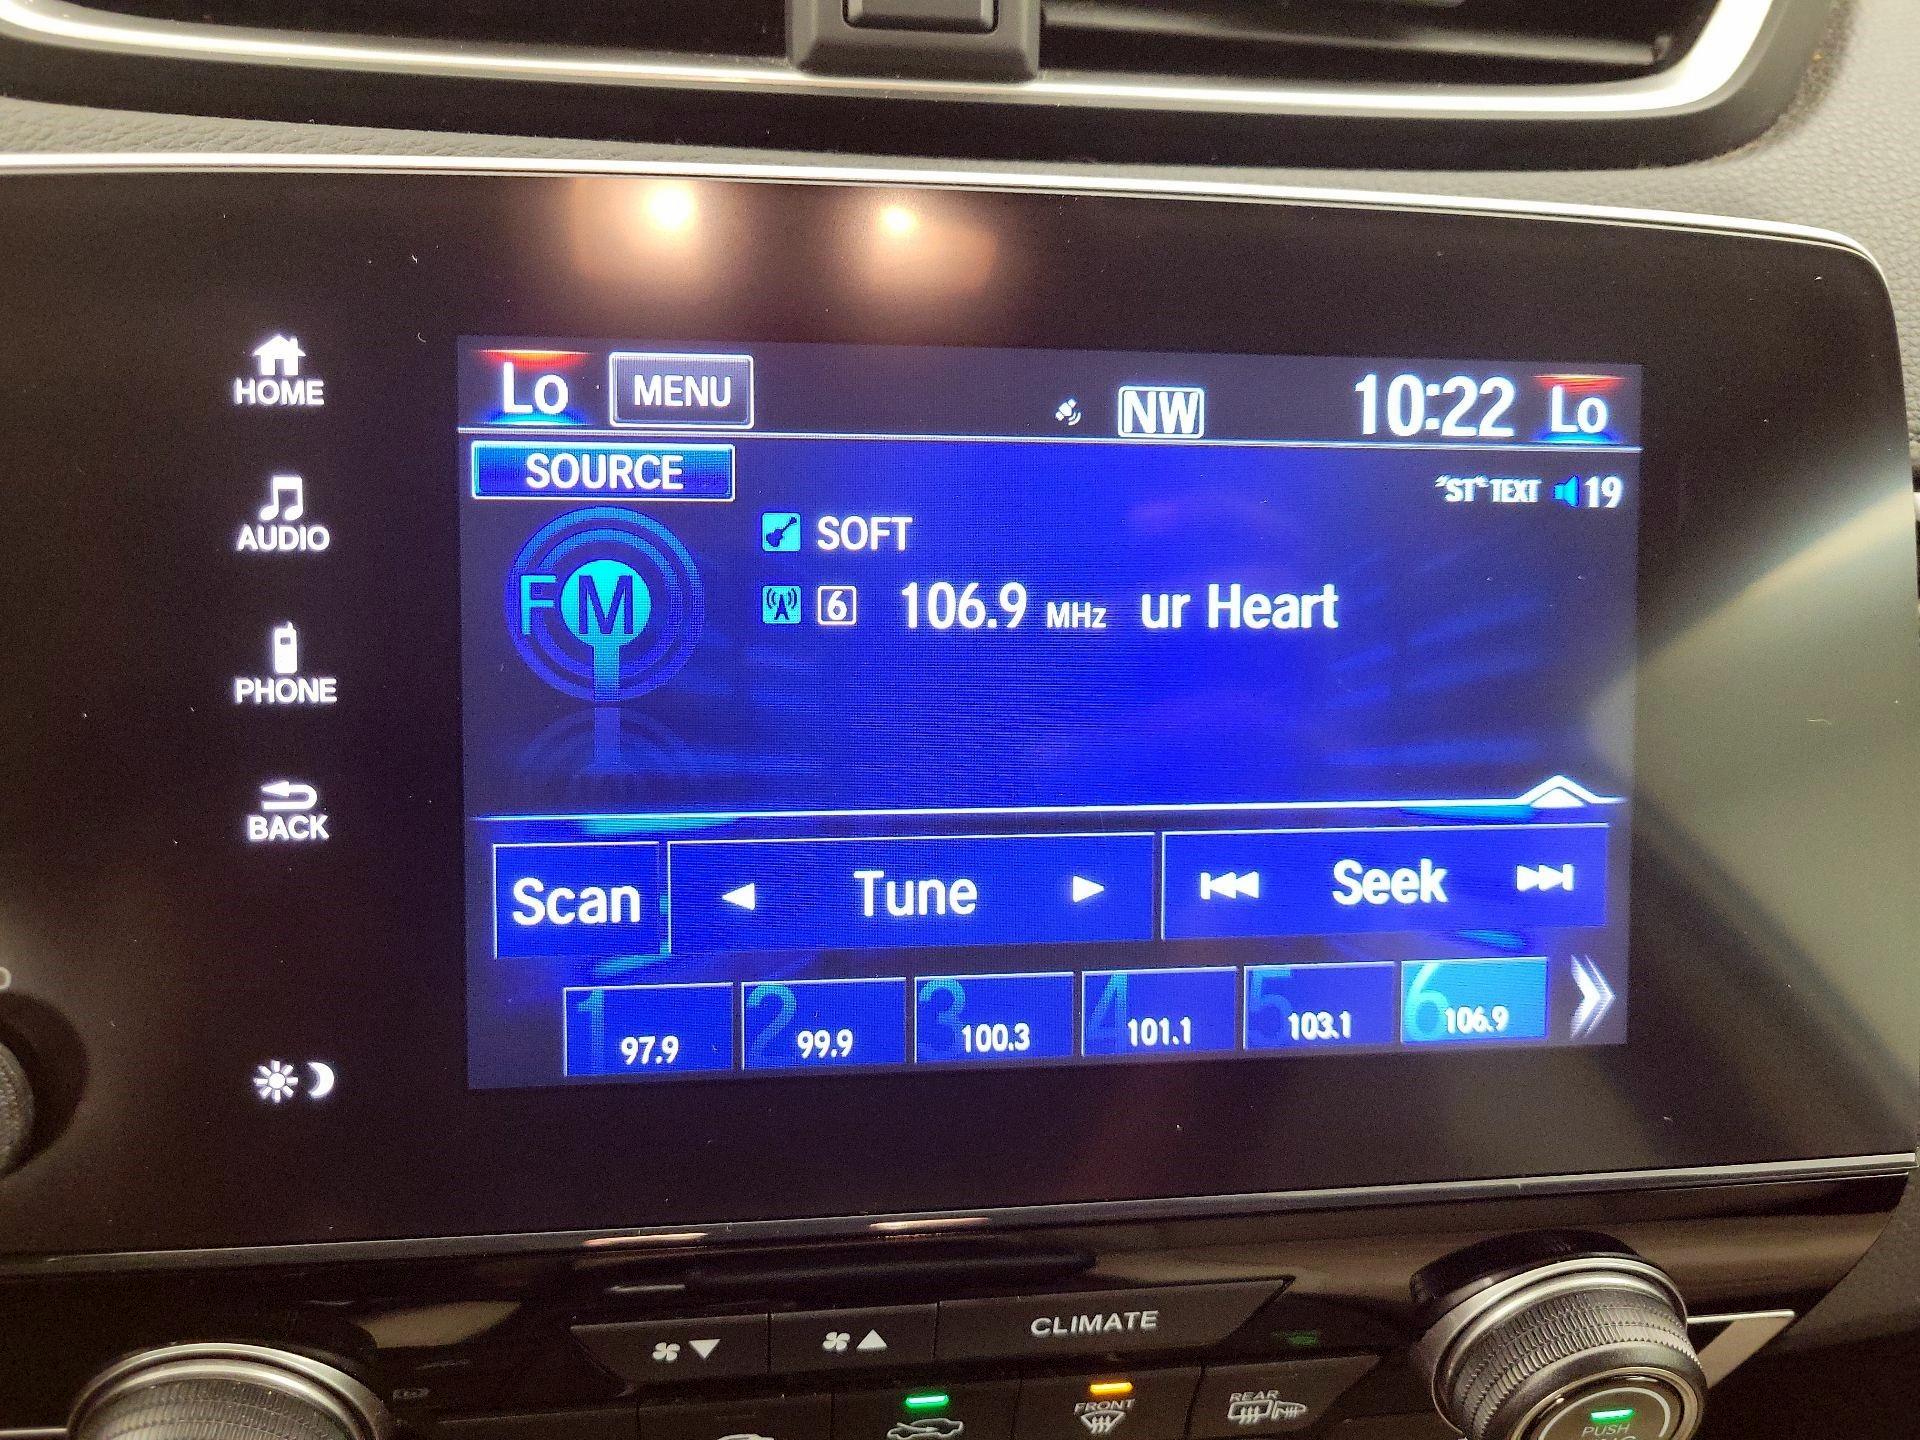 HOME
AUDIO
PHONE
BACK
Lo MENU NW 10:22 Lo
SOURCE
"ST" TEXT 19
FM
SOFT
6 106.9 MHz ur Heart
Scan Tune Seek
1 97.9 2 99.9 3 100.3 4 101.1 5 103.1 6 106.9
CLIMATE
FRONT
REAR
PUSH